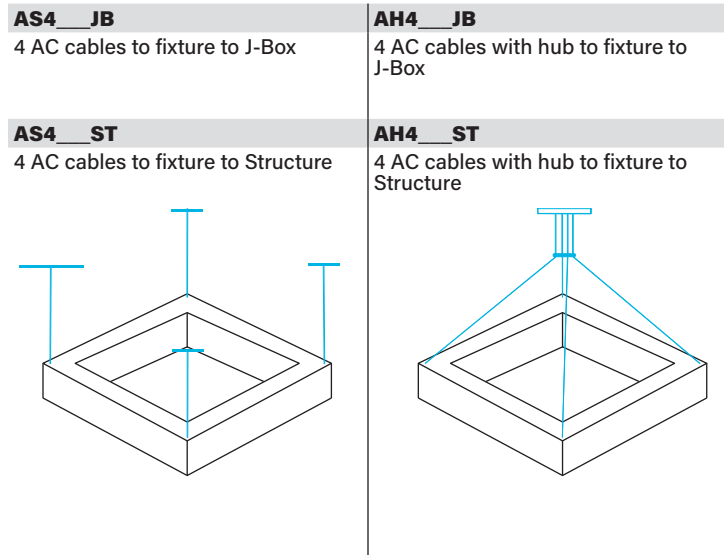 AS4___JB
4 AC cables to fixture to J-Box
AH4___JB
4 AC cables with hub to fixture to
J-Box
AS4___ST
4 AC cables to fixture to Structure
AH4___ST
4 AC cables with hub to fixture to
Structure